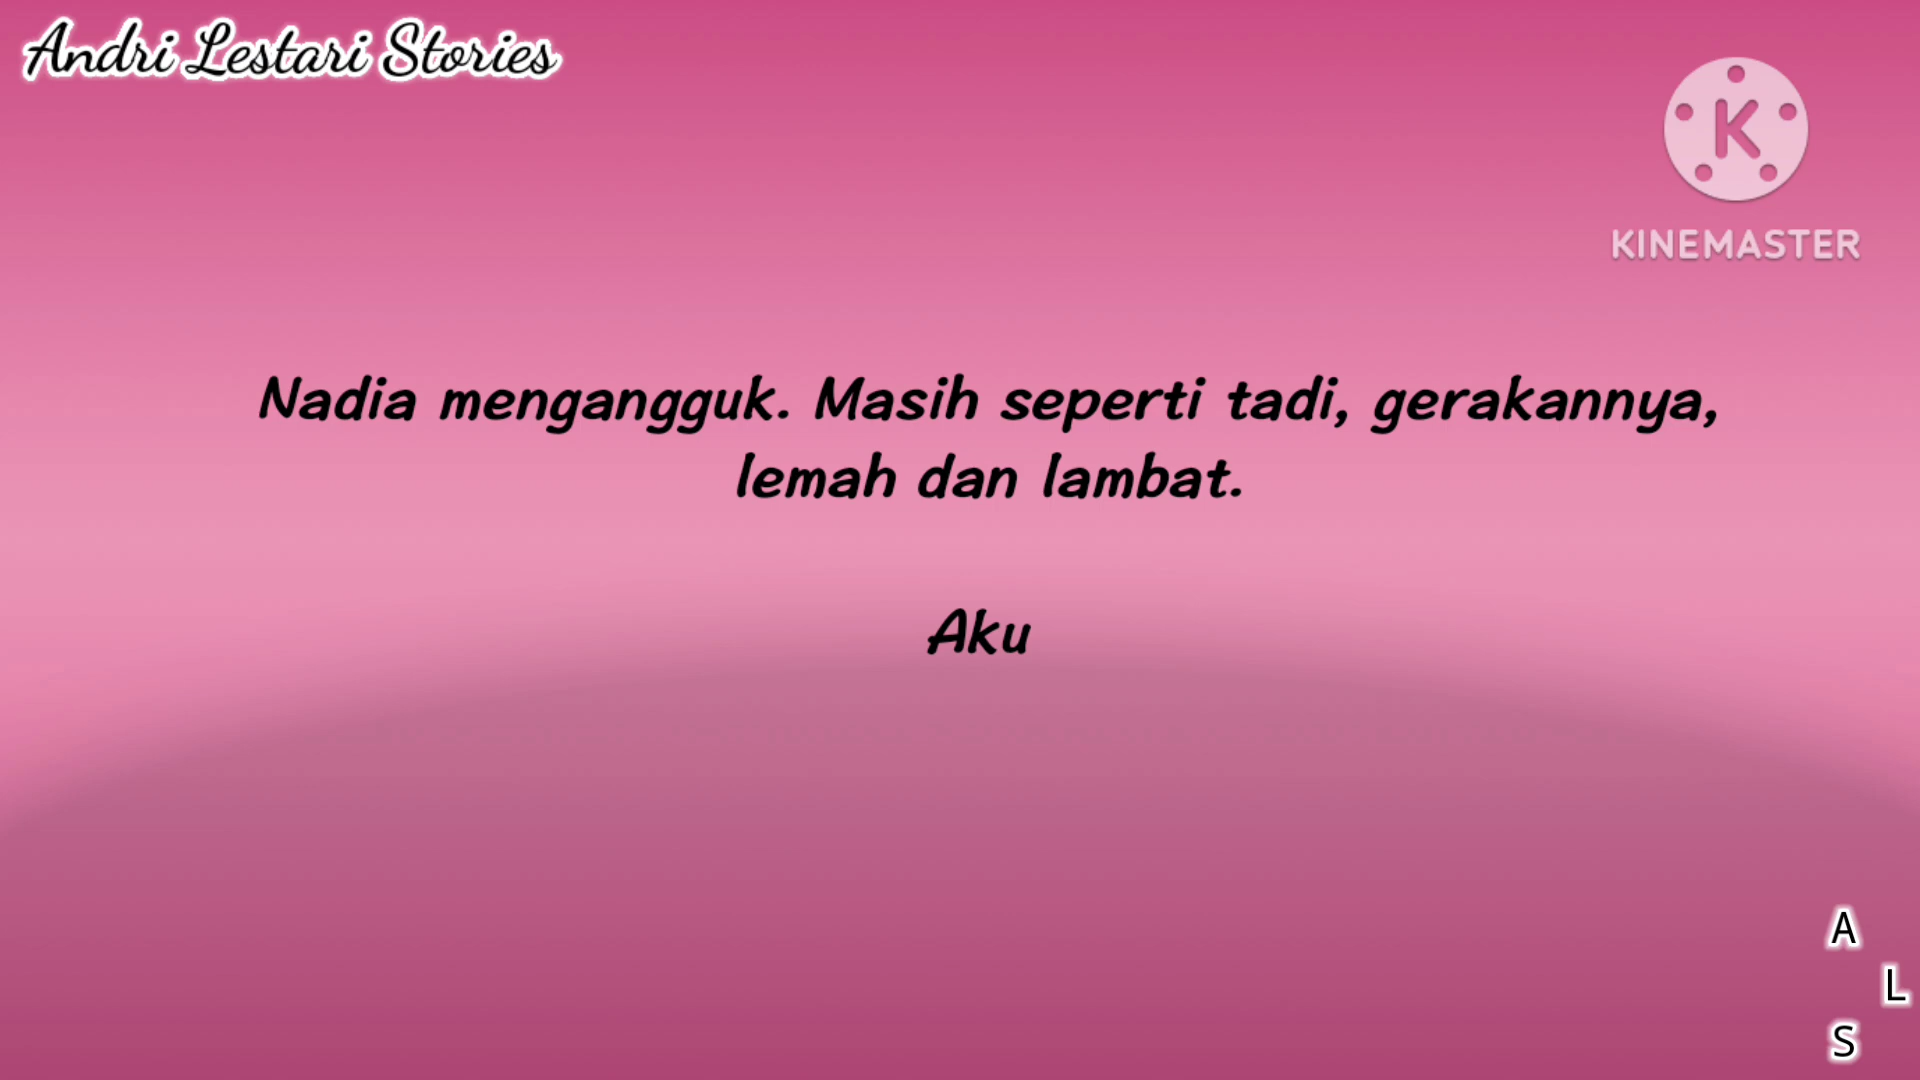 Andri Lestari Stories
K
KINEMASTER
Nadia mengangguk. Masih seperti tadi, gerakannya,
lemah dan lambat.
Aku
A
L
S